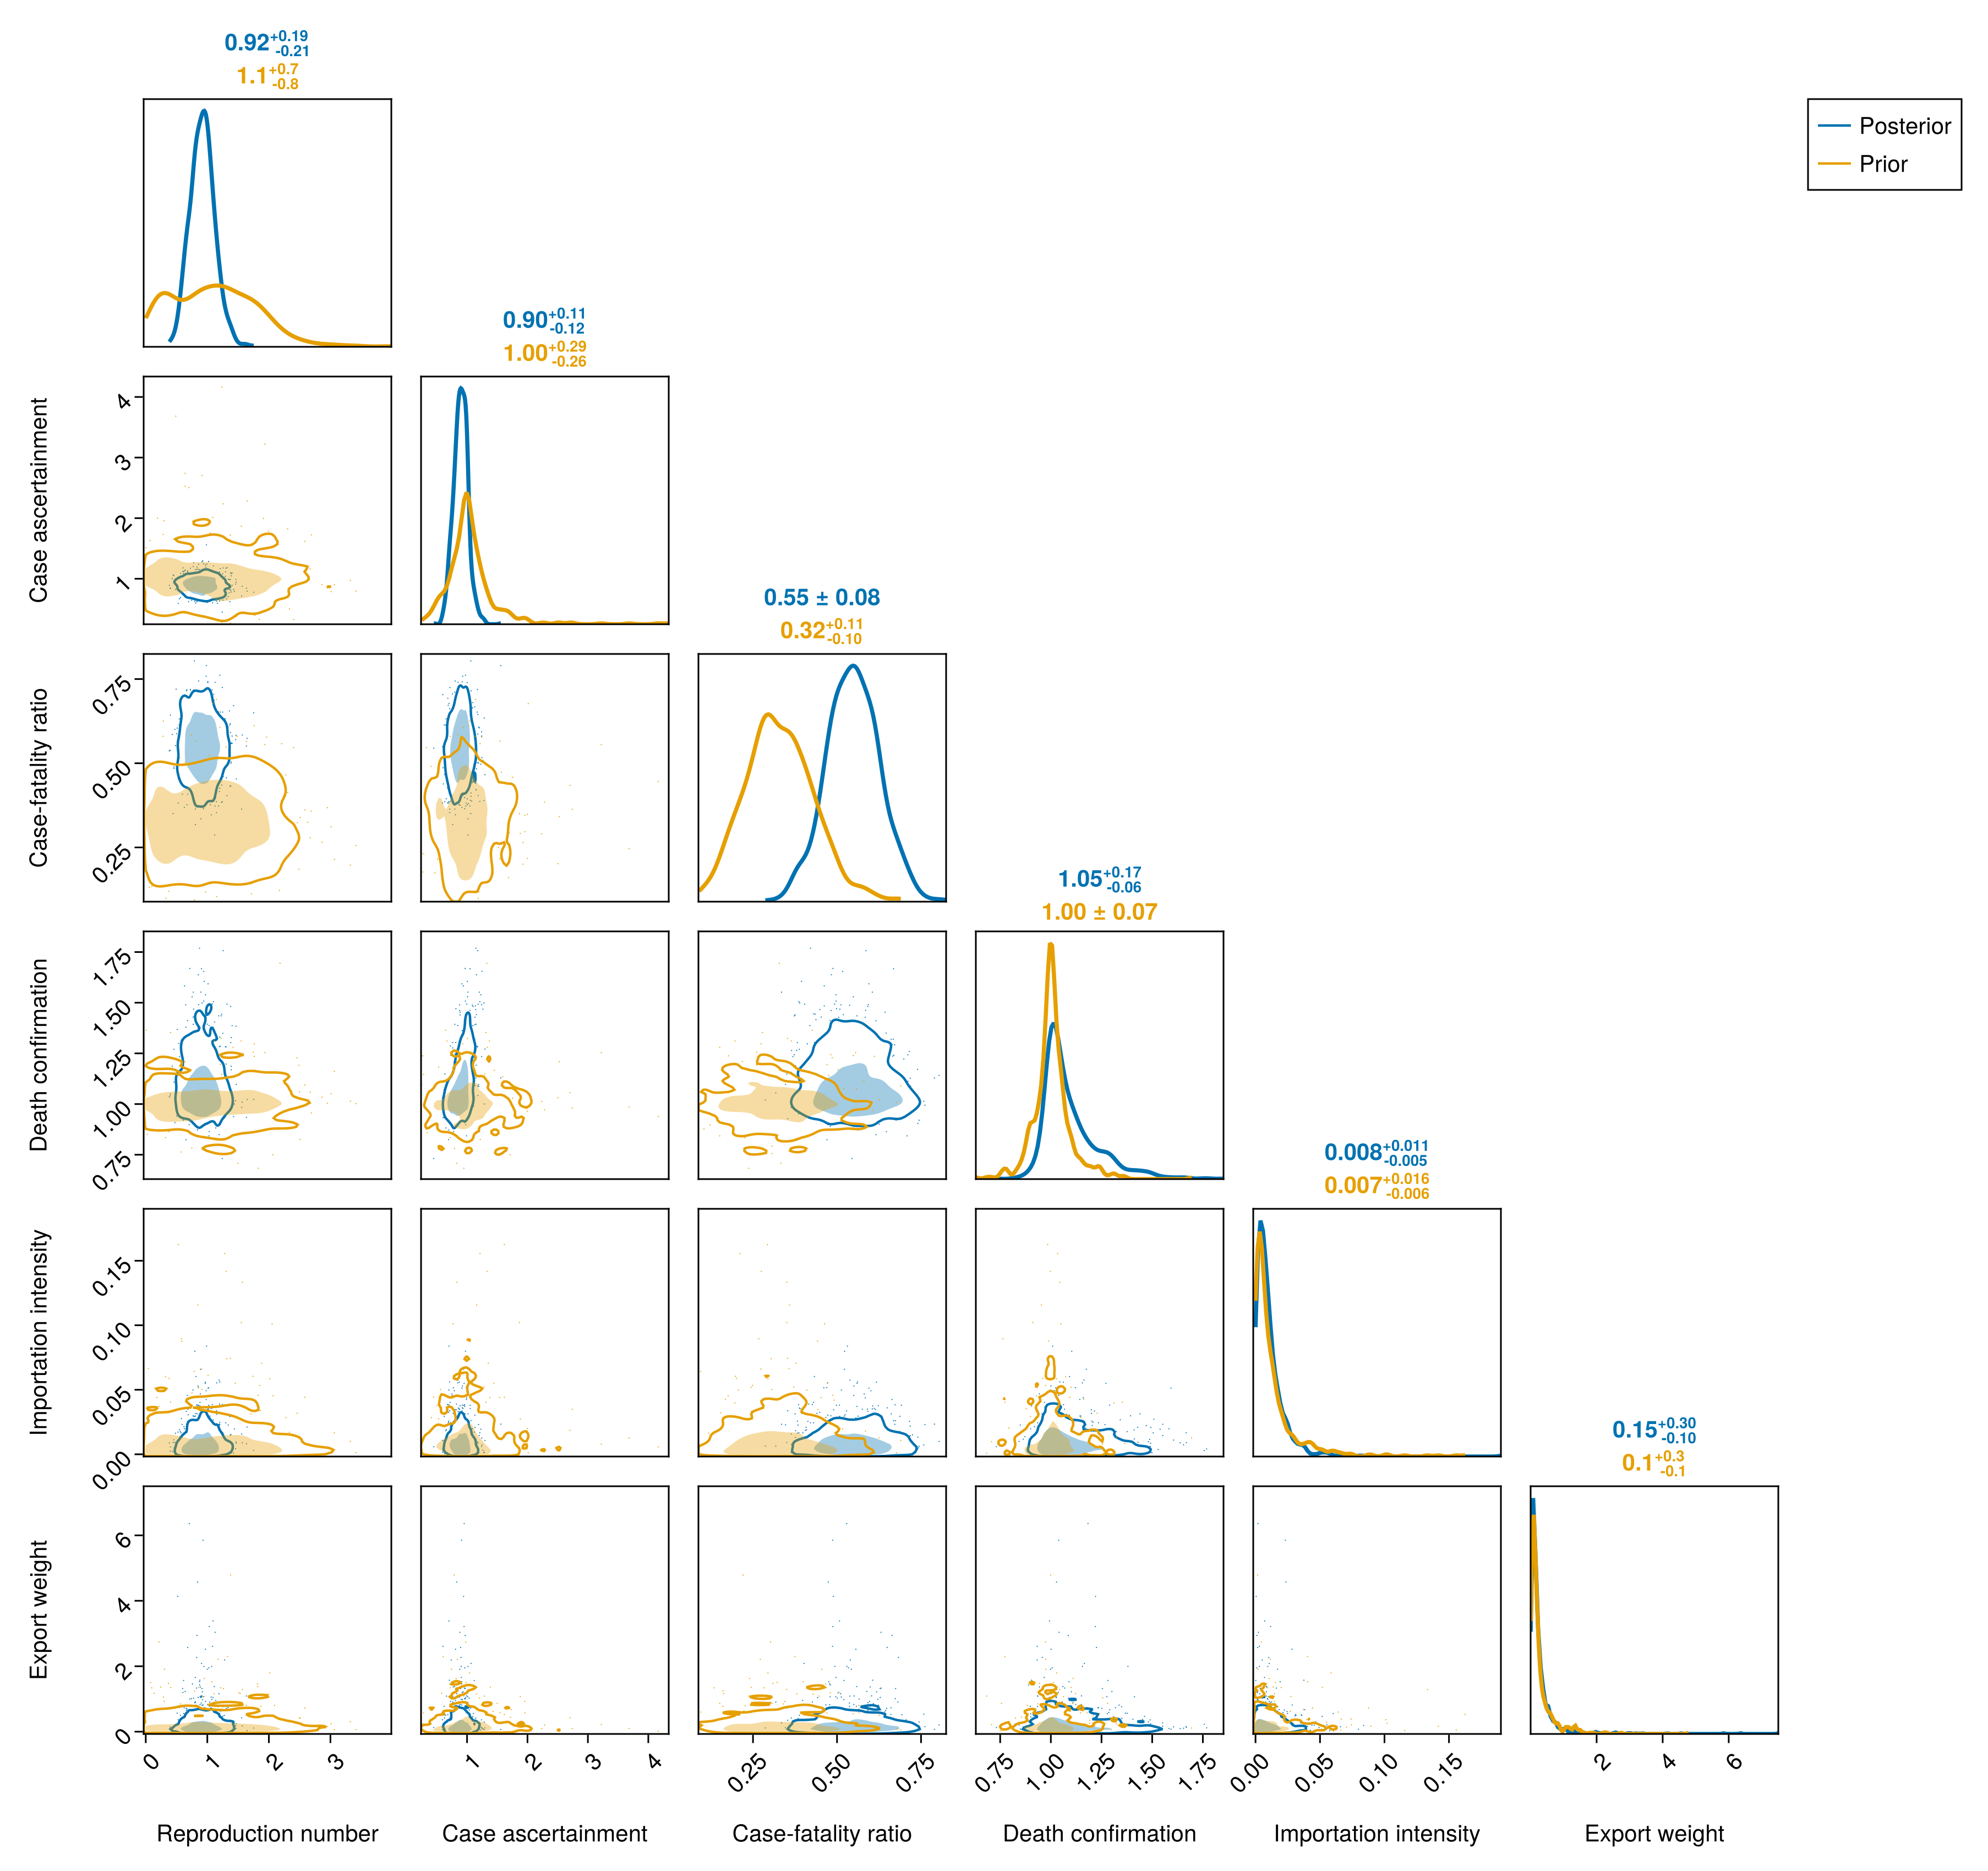 0.92+0.19-0.21
1.1+0.7-0.8
Posterior
Prior
0.90+0.11-0.12
1.00+0.29-0.26
Case ascertainment
4
3
2
1
0.55 ± 0.08
0.32+0.11-0.10
Case-fatality ratio
0.75
0.50
0.25
1.05+0.17-0.06
1.00 ± 0.07
Death confirmation
1.75
1.50
1.25
1.00
0.75
0.008+0.011-0.005
0.007+0.016-0.006
Importation intensity
0.15
0.10
0.005
0.00
0.15+0.30-0.10
0.1+0.3-0.1
Export weight
6
4
2
0
0 1 2 3
1 2 3 4
0.25 0.50 0.75
0.75 1.00 1.25 1.50 1.75
0.00 0.05 0.10 0.15
2 4 6
Reproduction number
Case ascertainment
Case-fatality ratio
Death confirmation
Importation intensity
Export weight